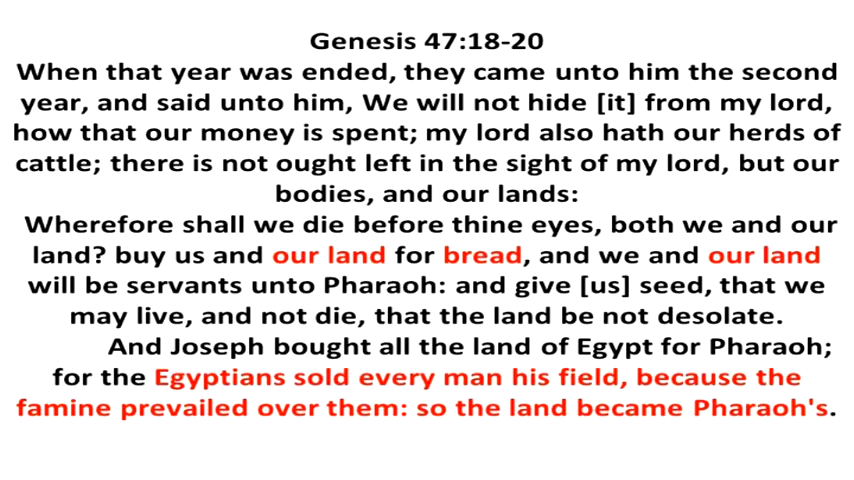 Genesis 47:18-20
When that year was ended, they came unto him the second
year, and said unto him, We will not hide [it] from my lord,
how that our money is spent; my lord also hath our herds of
cattle; there is not ought left in the sight of my lord, but our
bodies, and our lands:
Wherefore shall we die before thine eyes, both we and our
land? buy us and our land for bread, and we and our land
will be servants unto Pharaoh: and give [us] seed, that we
may live, and not die, that the land be not desolate.
And Joseph bought all the land of Egypt for Pharaoh;
for the Egyptians sold every man his field, because the
famine prevailed over them: so the land became Pharaoh's.